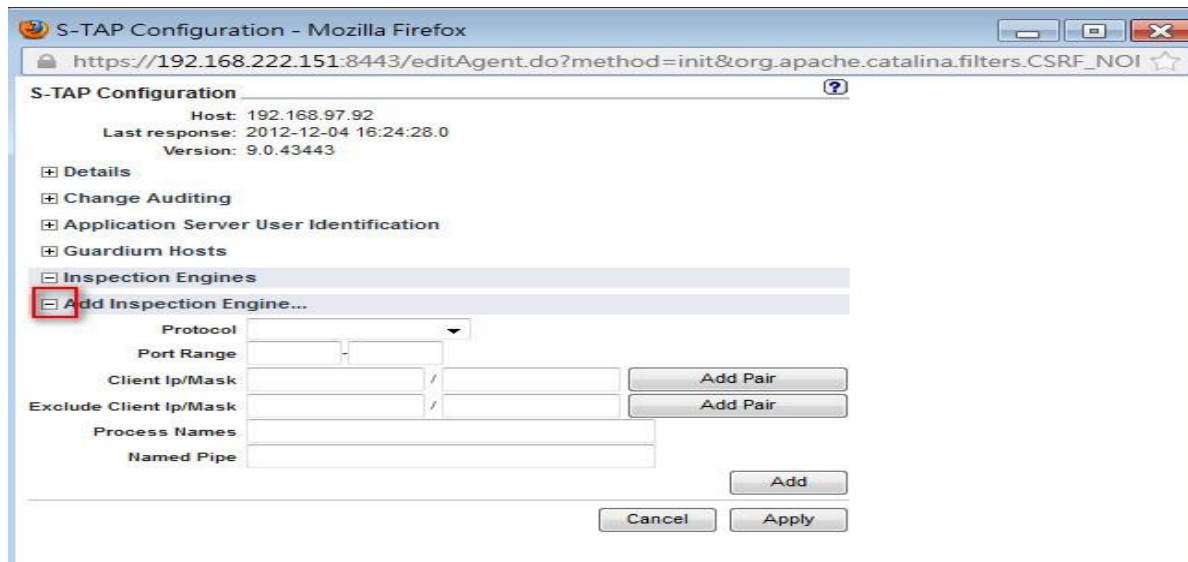 S-TAP Configuration - Mozilla Firefox
https://192.168.222.151:8443/editAgent.do?method=init&org.apache.catalina.filters.CSRF_NOI
S-TAP Configuration
?
Host: 192.168.97.92
Last response: 2012-12-04 16:24:28.0
Version: 9.0.43443
Details
Change Auditing
Application Server User Identification
Guardium Hosts
Inspection Engines
Add Inspection Engine...
Protocol
Port Range -
Client Ip/Mask / Add Pair
Exclude Client Ip/Mask / Add Pair
Process Names
Named Pipe
Add
Cancel Apply